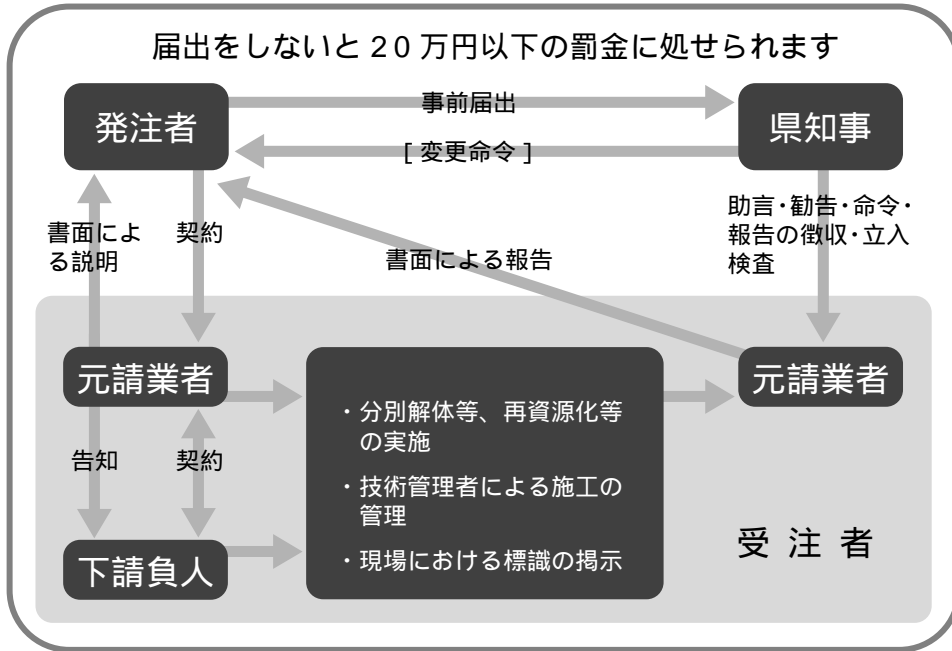 届出をしないと20万円以下の罰金に処せられます
発注者
事前届出
県知事
[ 変更命令 ]
書面によ
る説明
契約
書面による報告
助言・勧告・命令・
報告の徴収・立入
検査
元請業者
元請業者
・分別解体等、再資源化等
の実施
・技術管理者による施工の
管理
・現場における標識の掲示
告知
契約
下請負人
受注者